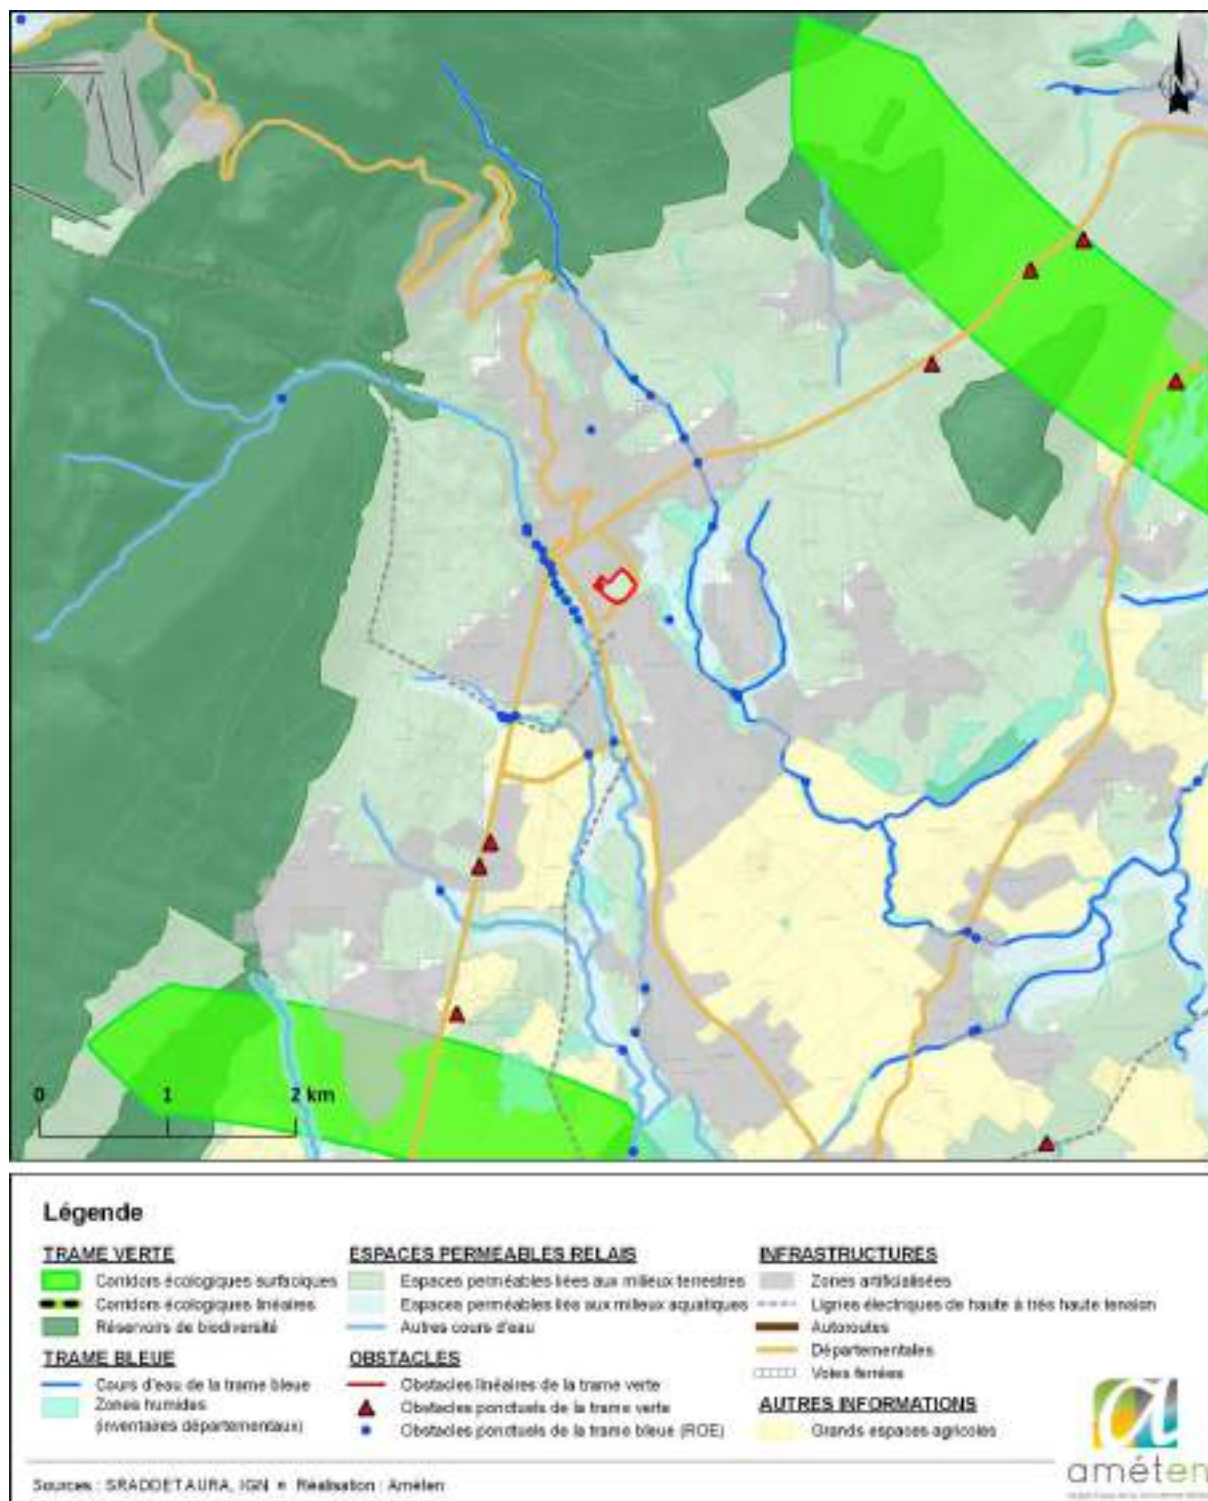 N
0 1 2 km
Légende
TRAME VERTE
Corridors écologiques surfaciques
Corridors écologiques linéaires
Réservoirs de biodiversité
TRAME BLEUE
Cours d'eau de la trame bleue
Zones humides
(inventaires départementaux)
ESPACES PERMEABLES RELAIS
Espaces perméables liées aux milieux terrestres
Espaces perméables liés aux milieux aquatiques
Autres cours d'eau
OBSTACLES
Obstacles linéaires de la trame verte
Obstacles ponctuels de la trame verte
Obstacles ponctuels de la trame bleue (ROE)
INFRASTRUCTURES
Zones artificialisées
Lignes électriques de haute à très haute tension
Autoroutes
Départementales
Voies ferrées
AUTRES INFORMATIONS
Grands espaces agricoles
Sources : SRADDET AURA, IGN Réalisation : Améten
a
améten